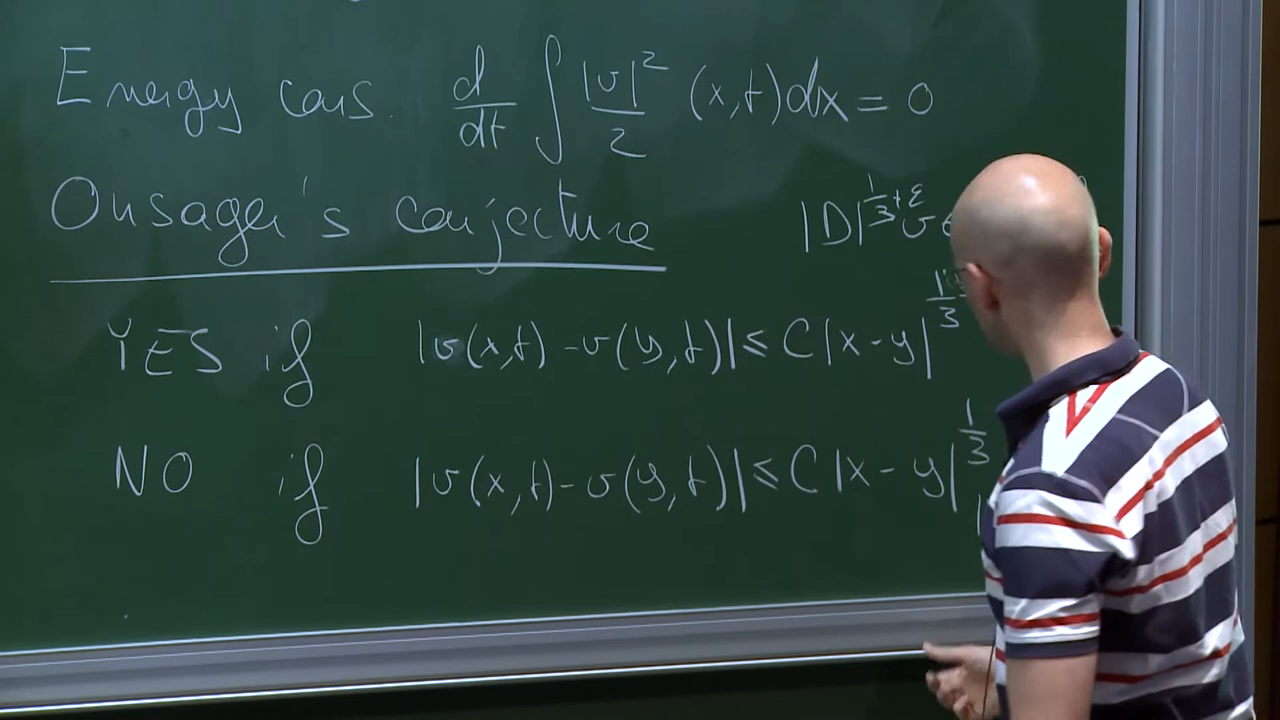 Energy cons. d/dt ∫ |v|²/2 (x,t)dx = 0
Onsager's conjecture
|D|^{1/3+ε} v
YES if |v(x,t) - v(y,t)| ≤ C|x-y|^{1/3
NO if |v(x,t) - v(y,t)| ≤ C|x-y|^{1/3